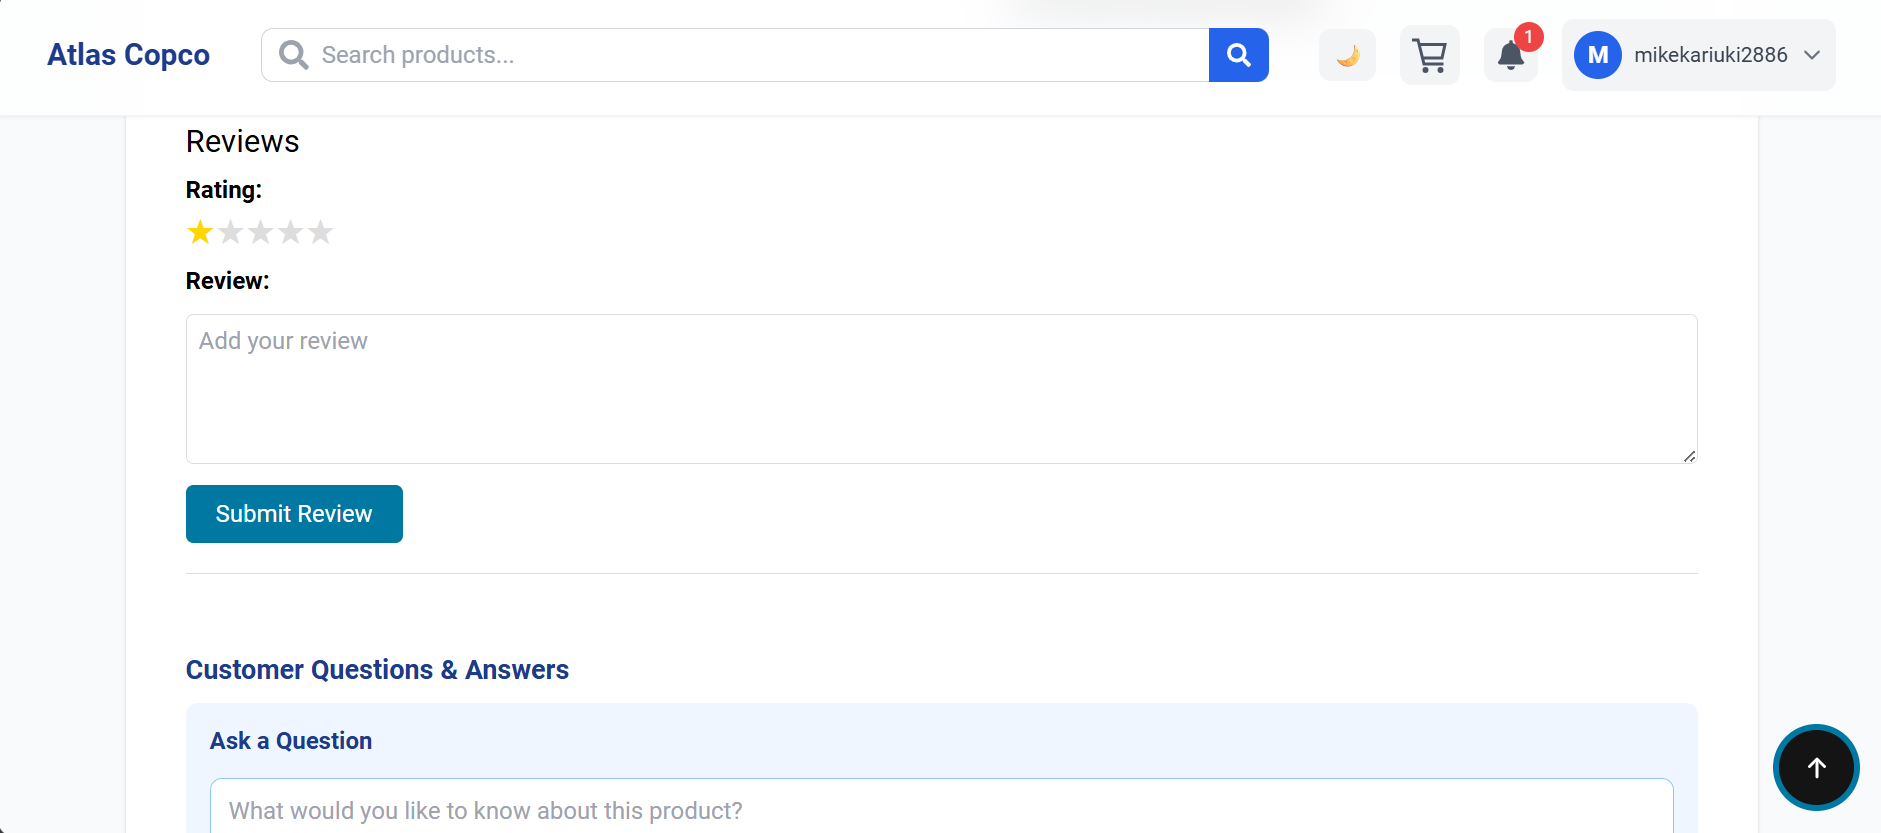 Atlas Copco
Search products...
1
M
mikekariuki2886
Reviews
Rating:
Review:
Add your review
Submit Review
Customer Questions & Answers
Ask a Question
What would you like to know about this product?